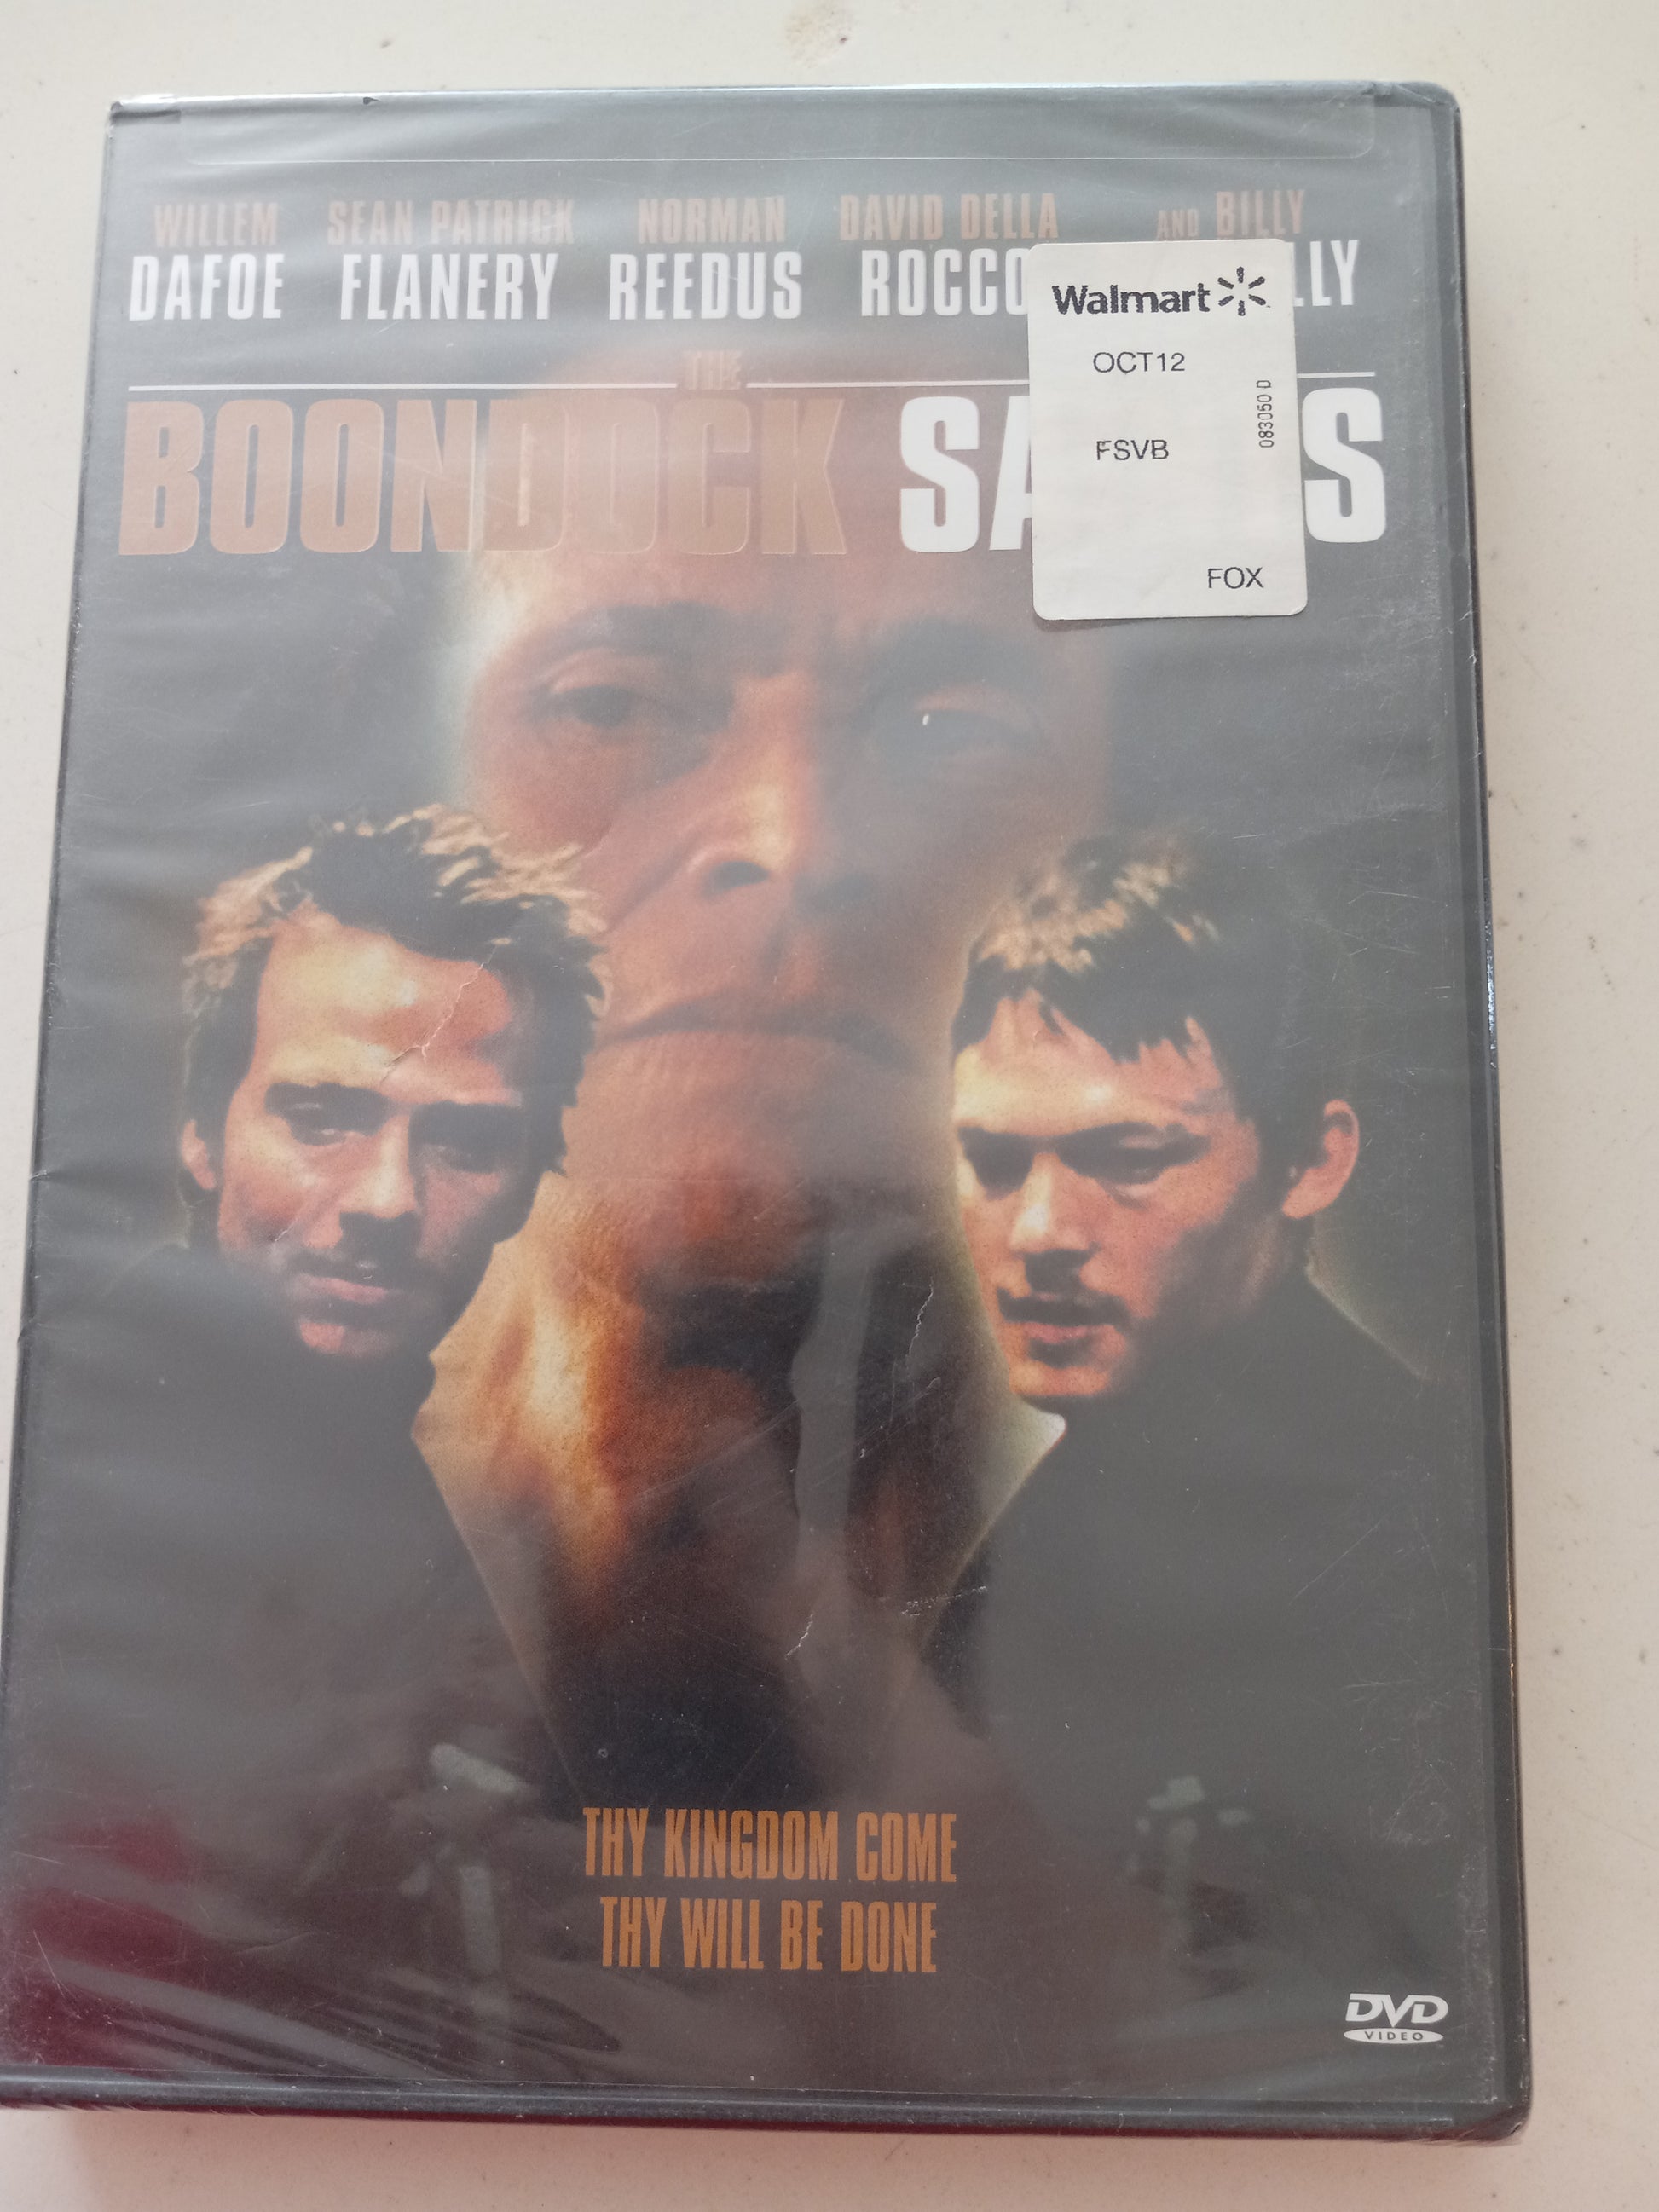 WILLEM SEAN PATRICK NORMAN DAVID DELLA AND BILLY
DAFOE FLANERY REEDUS ROCCO LLY
THE
BOONDOCK SA S
Walmart
OCT12
083050 D
FSVB
FOX
THY KINGDOM COME
THY WILL BE DONE
DVD
VIDEO